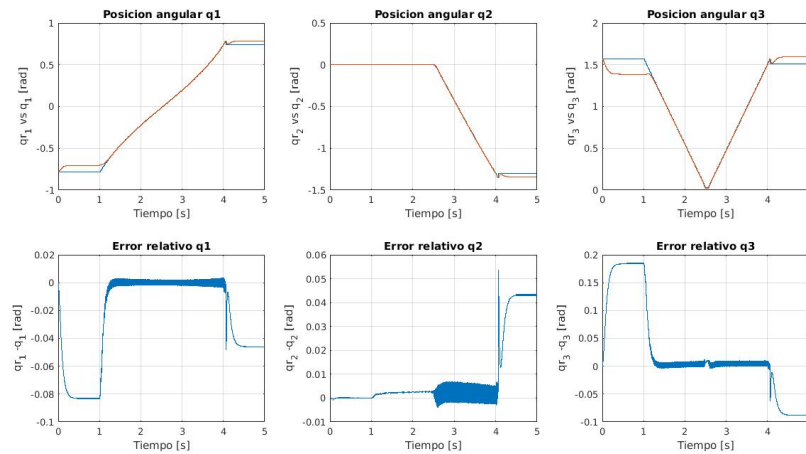 Posicion angular q1
qr1 vs q1 [rad]
1
0.5
0
-0.5
-1
0 1 2 3 4 5
Tiempo [s]
Posicion angular q2
qr2 vs q2 [rad]
0.5
0
-0.5
-1
-1.5
0 1 2 3 4 5
Tiempo [s]
Posicion angular q3
qr3 vs q3 [rad]
2
1.5
1
0.5
0
0 1 2 3 4
Tiempo [s]
Error relativo q1
qr1 -q1 [rad]
0.02
0
-0.02
-0.04
-0.06
-0.08
-0.1
0 1 2 3 4 5
Tiempo [s]
Error relativo q2
qr2 -q2 [rad]
0.06
0.05
0.04
0.03
0.02
0.01
0
-0.01
0 1 2 3 4 5
Tiempo [s]
Error relativo q3
qr3 -q3 [rad]
0.2
0.15
0.1
0.05
0
-0.05
-0.1
0 1 2 3 4
Tiempo [s]